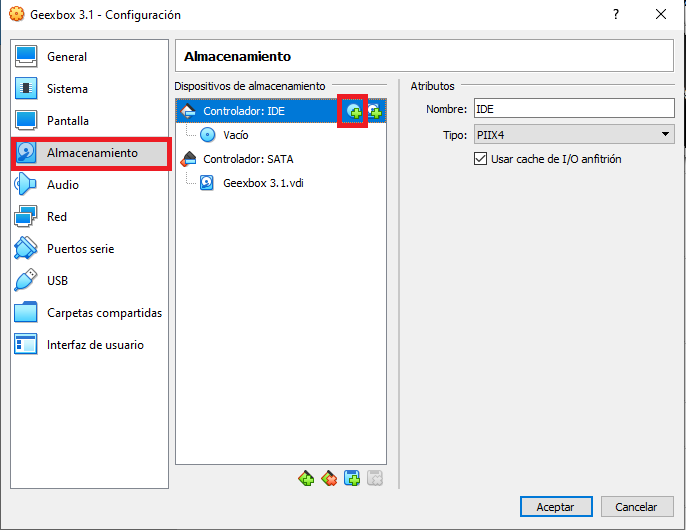 Geexbox 3.1 - Configuración
?
General
Sistema
Pantalla
Almacenamiento
Audio
Red
Puertos serie
USB
Carpetas compartidas
Interfaz de usuario
Almacenamiento
Dispositivos de almacenamiento
Controlador: IDE
Vacío
Controlador: SATA
Geexbox 3.1.vdi
Atributos
Nombre: IDE
Tipo: PIIX4
Usar cache de I/O anfitrión
Aceptar
Cancelar